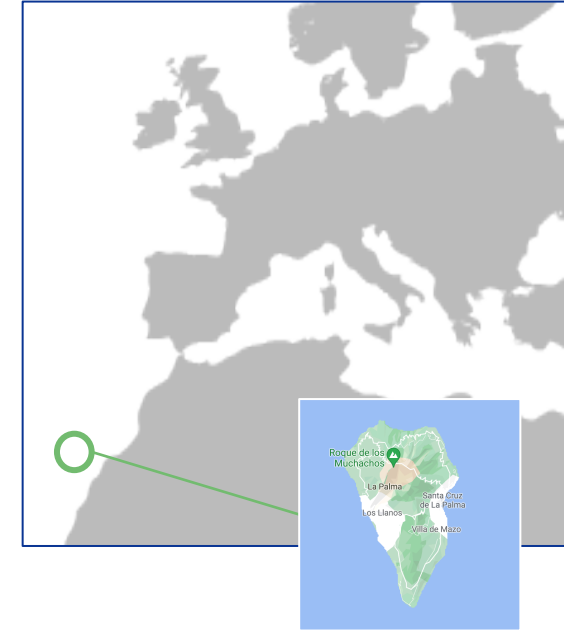 Roque de los
Muchachos
La Palma
Santa Cruz
de La Palma
Los Llanos
Villa de Mazo